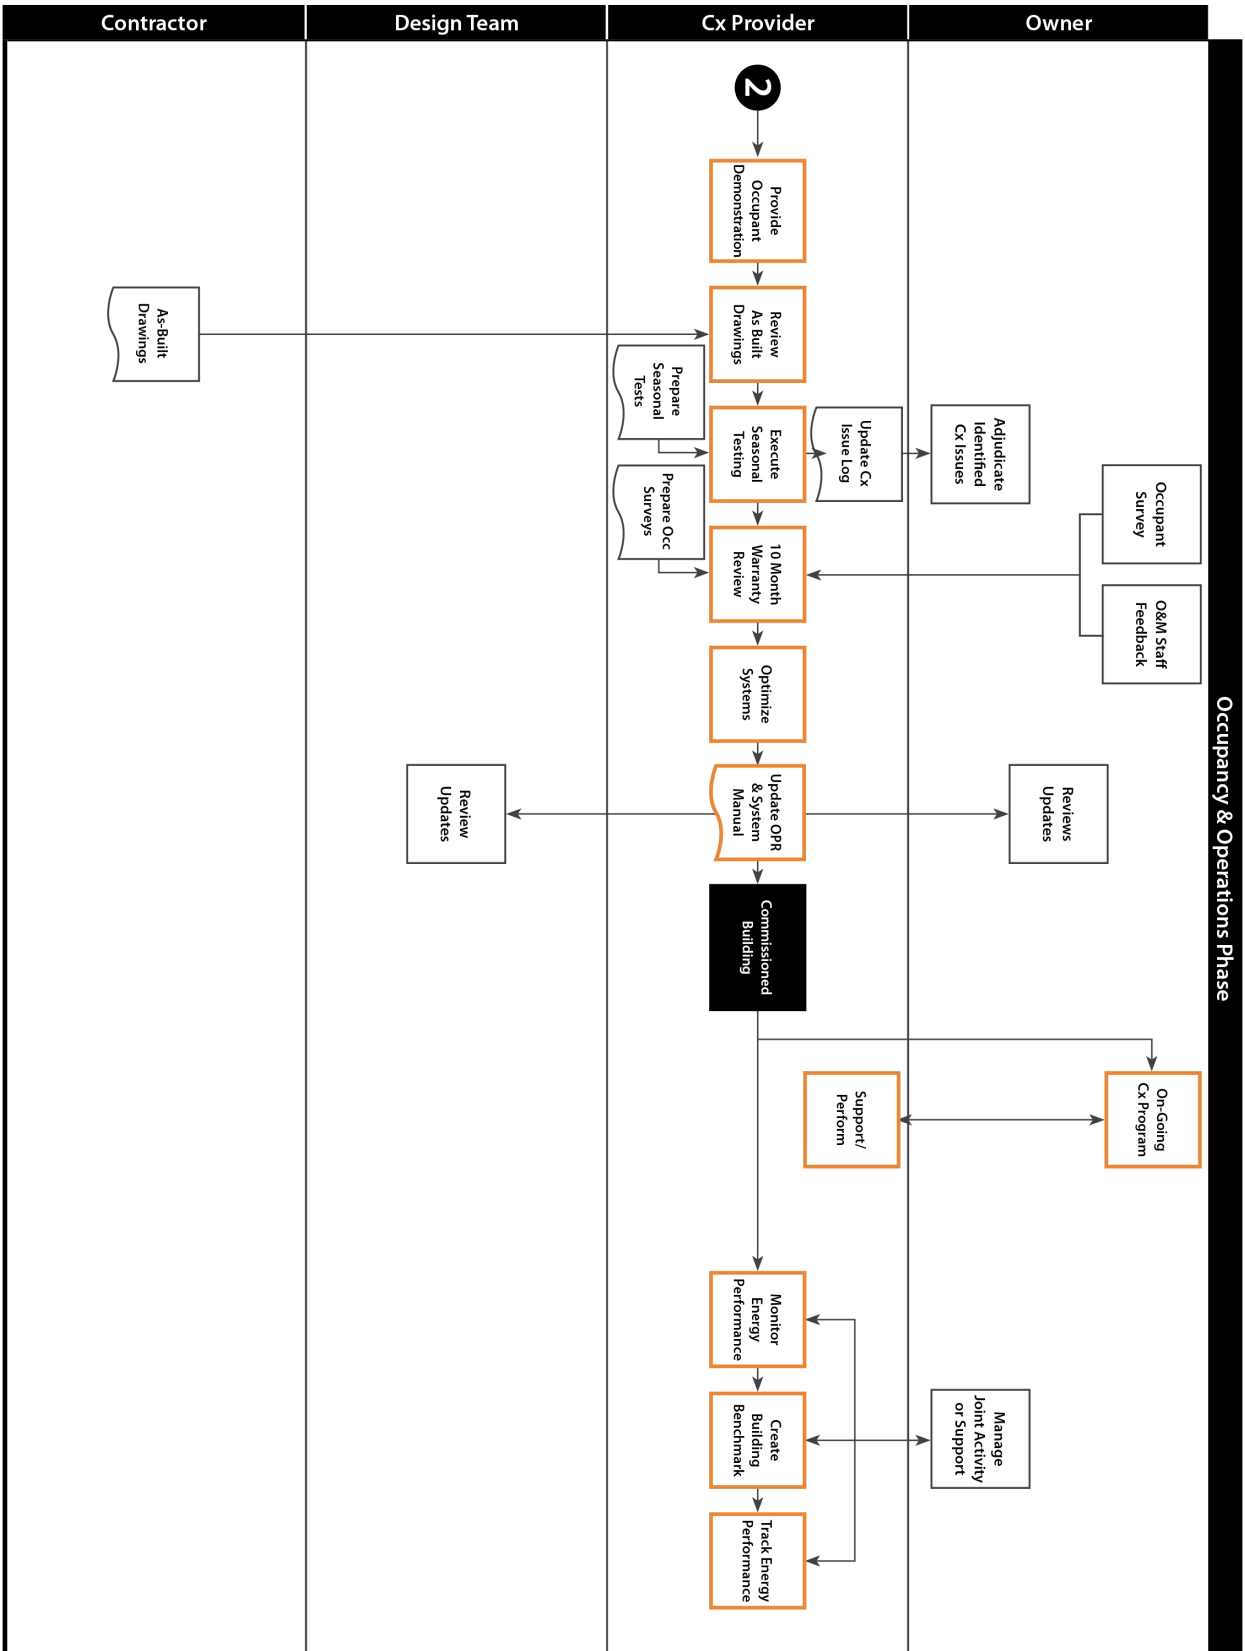 Contractor
Design Team
Cx Provider
Owner
Occupancy & Operations Phase
2
Provide
Occupant
Demonstration
As-Built
Drawings
Review
As Built
Drawings
Prepare
Seasonal
Tests
Execute
Seasonal
Testing
Update Cx
Issue Log
Adjudicate
Identified
Cx Issues
Prepare Occ
Surveys
10 Month
Warranty
Review
Occupant
Survey
O&M Staff
Feedback
Optimize
Systems
Review
Updates
Update OPR
& System
Manual
Reviews
Updates
Commissioned
Building
Support/
Perform
On-Going
Cx Program
Monitor
Energy
Performance
Create
Building
Benchmark
Manage
Joint Activity
or Support
Track Energy
Performance